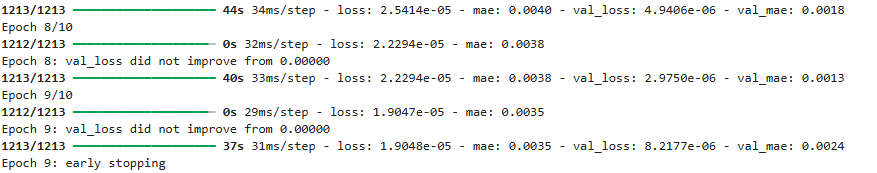 1213/1213 ━━━━━━━━━━━━━━━━━━━━ 44s 34ms/step - loss: 2.5414e-05 - mae: 0.0040 - val_loss: 4.9406e-06 - val_mae: 0.0018
Epoch 8/10
1212/1213 ━━━━━━━━━━━━━━━━━━━━ 0s 32ms/step - loss: 2.2294e-05 - mae: 0.0038
Epoch 8: val_loss did not improve from 0.00000
1213/1213 ━━━━━━━━━━━━━━━━━━━━ 40s 33ms/step - loss: 2.2294e-05 - mae: 0.0038 - val_loss: 2.9750e-06 - val_mae: 0.0013
Epoch 9/10
1212/1213 ━━━━━━━━━━━━━━━━━━━━ 0s 29ms/step - loss: 1.9047e-05 - mae: 0.0035
Epoch 9: val_loss did not improve from 0.00000
1213/1213 ━━━━━━━━━━━━━━━━━━━━ 37s 31ms/step - loss: 1.9048e-05 - mae: 0.0035 - val_loss: 8.2177e-06 - val_mae: 0.0024
Epoch 9: early stopping